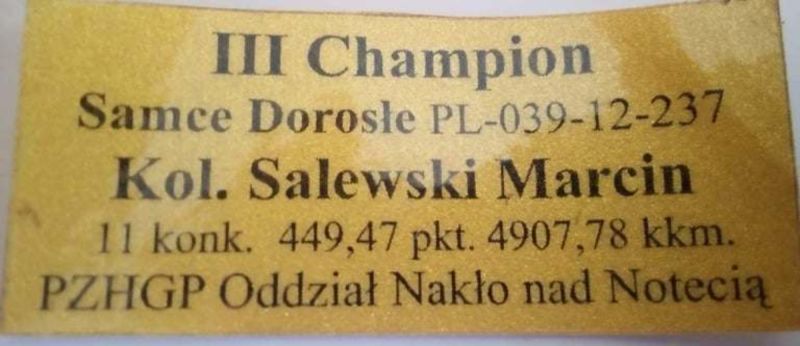 III Champion
Samce Dorosłe PL-039-12-237
Kol. Salewski Marcin
11 konk. 449,47 pkt. 4907,78 kkm.
PZHGP Oddział Nakło nad Notecią